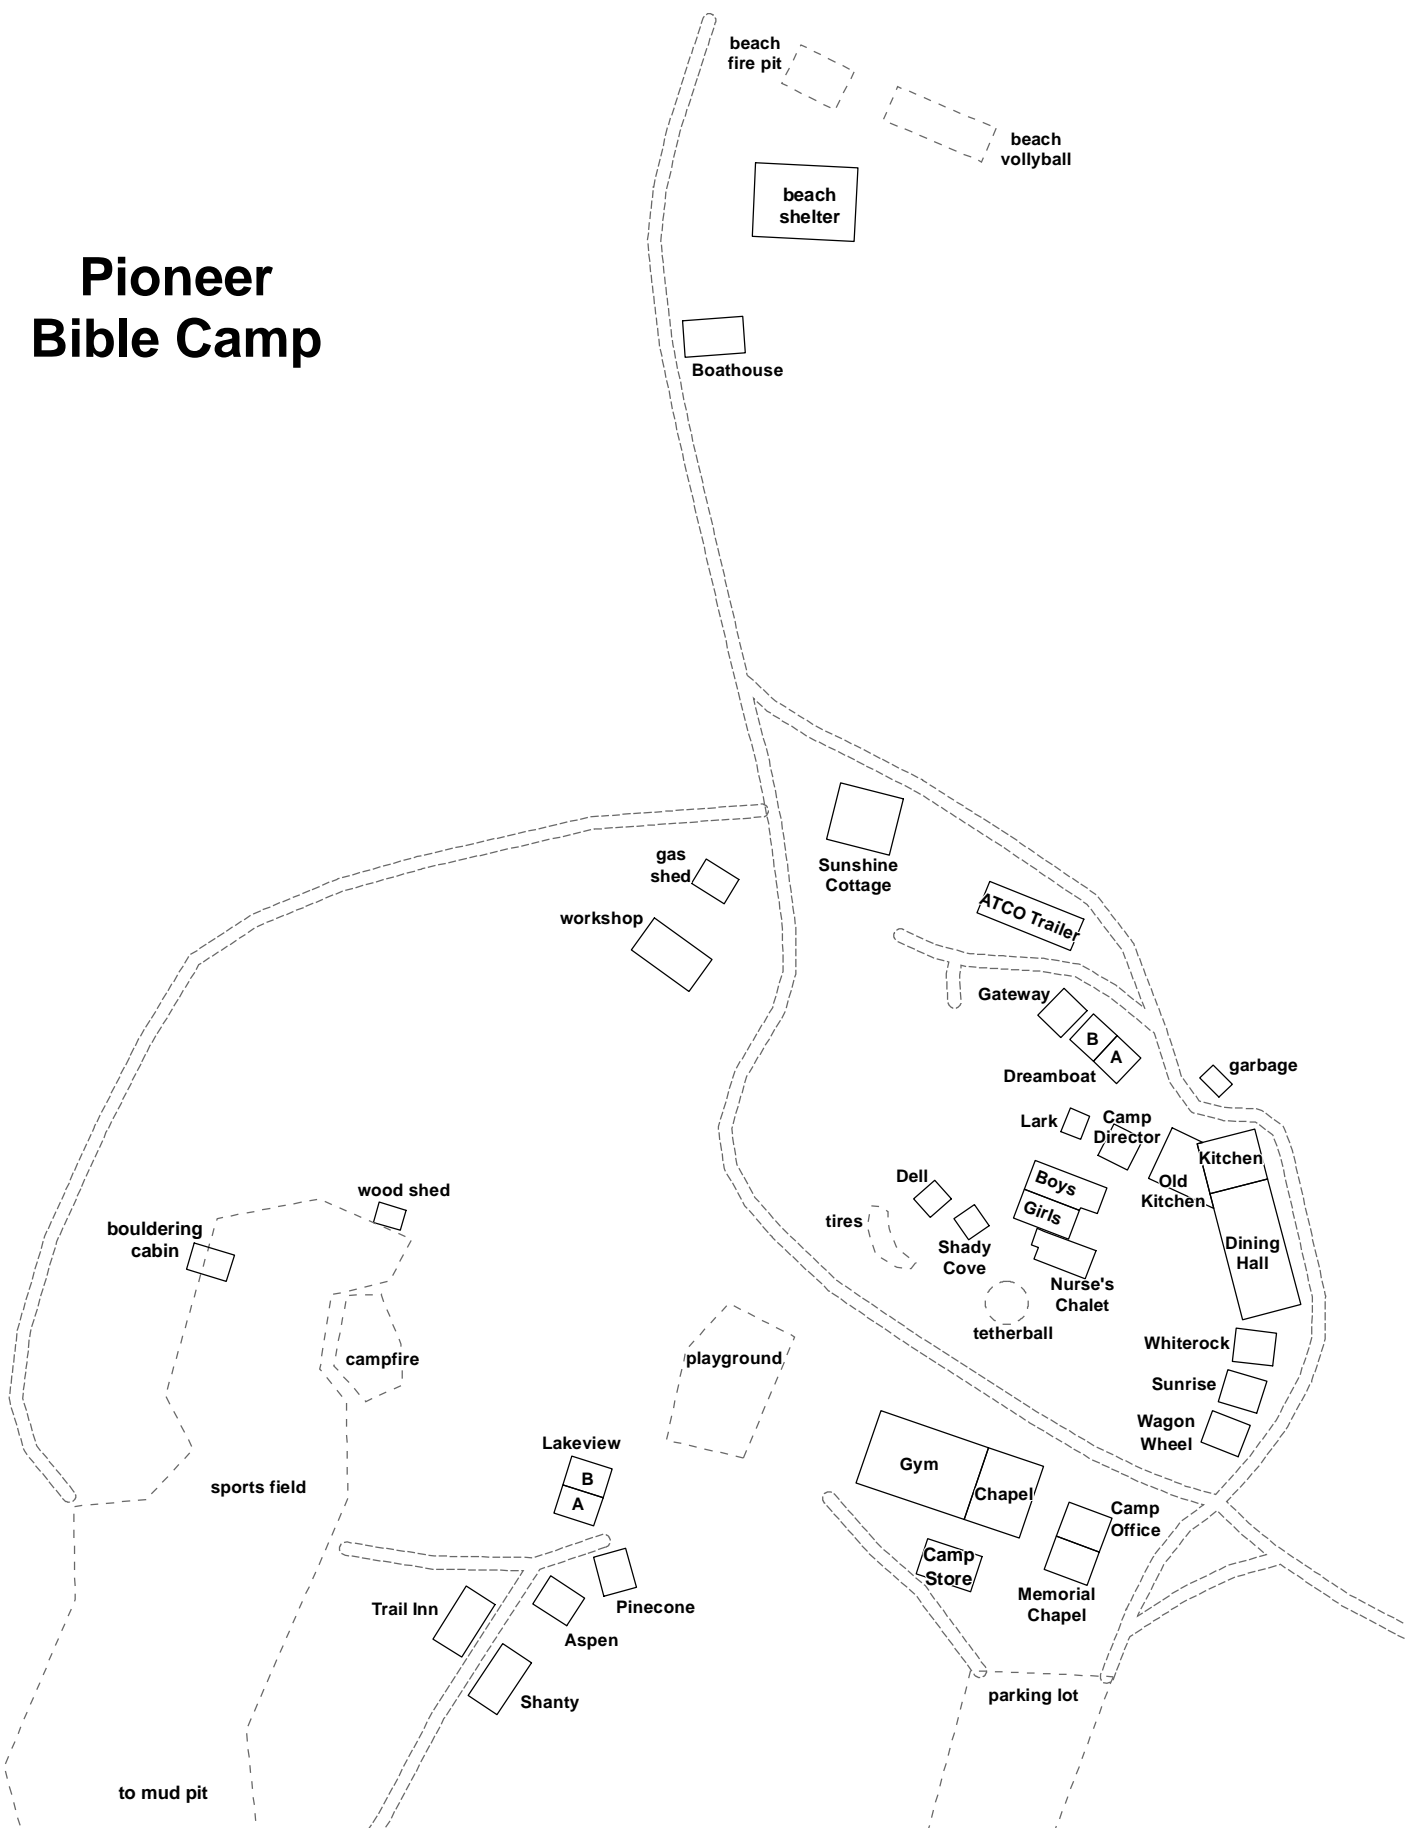 beach
fire pit
beach
vollyball
beach
shelter
Pioneer
Bible Camp
Boathouse
gas
shed
Sunshine
Cottage
workshop
ATCO Trailer
Gateway
B
A
Dreamboat
garbage
Lark
Camp
Director
Kitchen
Old
Kitchen
Boys
Girls
Dell
wood shed
bouldering
cabin
tires
Shady
Cove
Dining
Hall
Nurse's
Chalet
tetherball
Whiterock
campfire
playground
Sunrise
Wagon
Wheel
Lakeview
B
A
sports field
Gym
Chapel
Camp
Office
Camp
Store
Memorial
Chapel
Trail Inn
Pinecone
Aspen
Shanty
parking lot
to mud pit